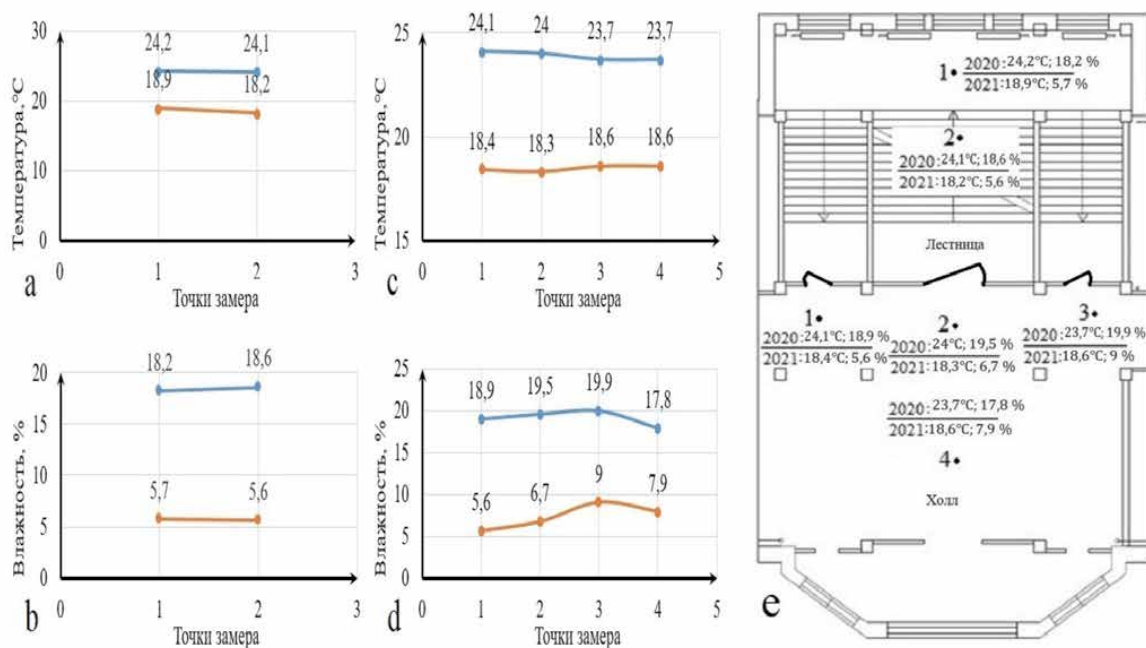 30
24,2
24,1
18,9
18,2
20
10
0
0
1
2
3
Температура,°C
Точки замера
a
25
24,1
24
23,7
23,7
20
18,4
18,3
18,6
18,6
15
0
1
2
3
4
5
Температура,°C
Точки замера
c
20
18,2
18,6
15
10
5,7
5,6
5
0
0
1
2
3
Влажность, %
Точки замера
b
25
18,9
19,5
19,9
17,8
20
15
10
5,6
6,7
9
7,9
5
0
0
1
2
3
4
5
Влажность, %
Точки замера
d
1
2020:24,2°C; 18,2 %
2021:18,9°C; 5,7 %
2
2020:24,1°C; 18,6 %
2021:18,2°C; 5,6 %
Лестница
1
2020:24,1°C; 18,9 %
2021:18,4°C; 5,6 %
2
2020:24°C; 19,5 %
2021:18,3°C; 6,7 %
3
2020:23,7°C; 19,9 %
2021:18,6°C; 9 %
2020:23,7°C; 17,8 %
2021:18,6°C; 7,9 %
4
Холл
e